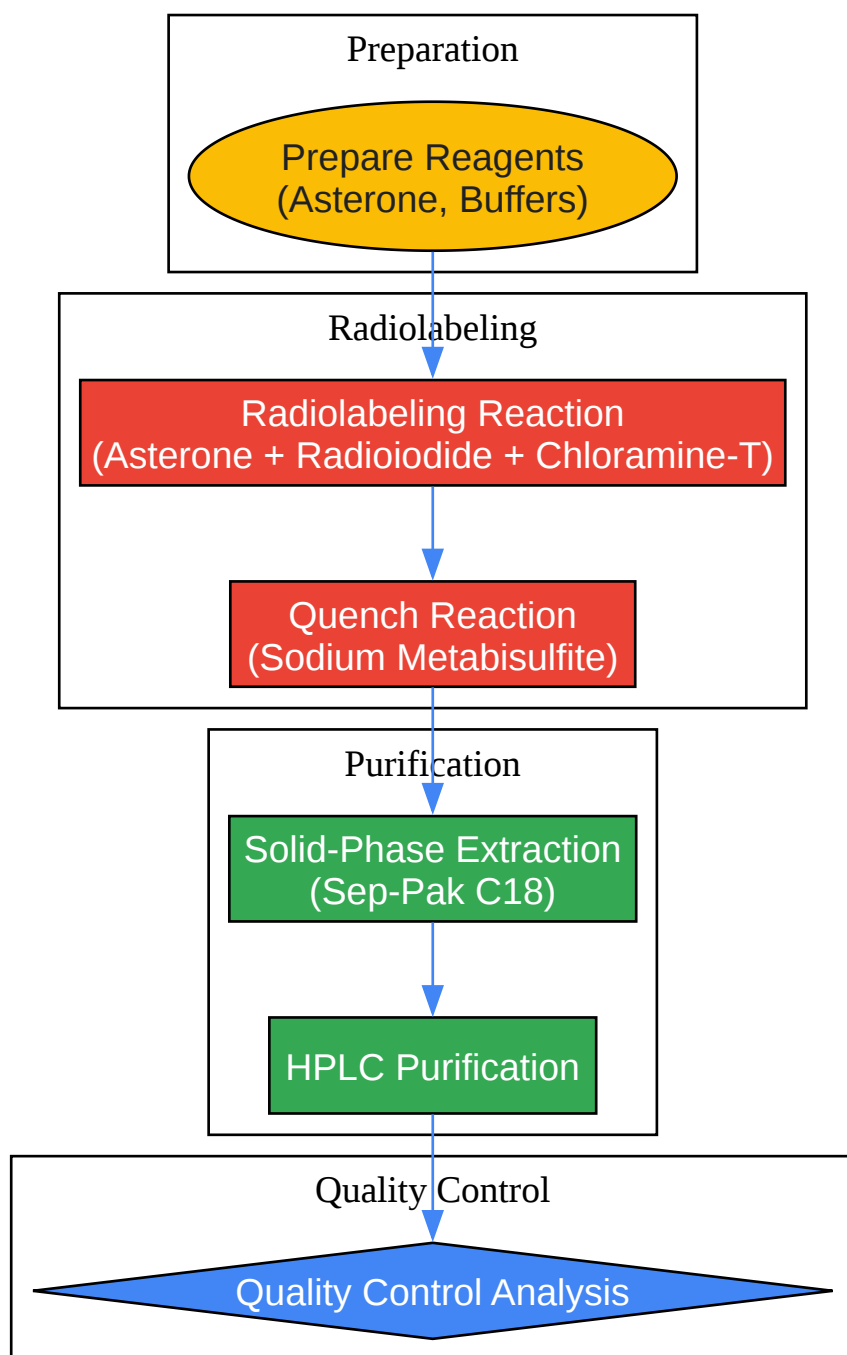 Preparation
Prepare Reagents
(Asterone, Buffers)
Radiolabeling
Radiolabeling Reaction
(Asterone + Radioiodide + Chloramine-T)
Quench Reaction
(Sodium Metabisulfite)
Purification
Solid-Phase Extraction
(Sep-Pak C18)
HPLC Purification
Quality Control
Quality Control Analysis